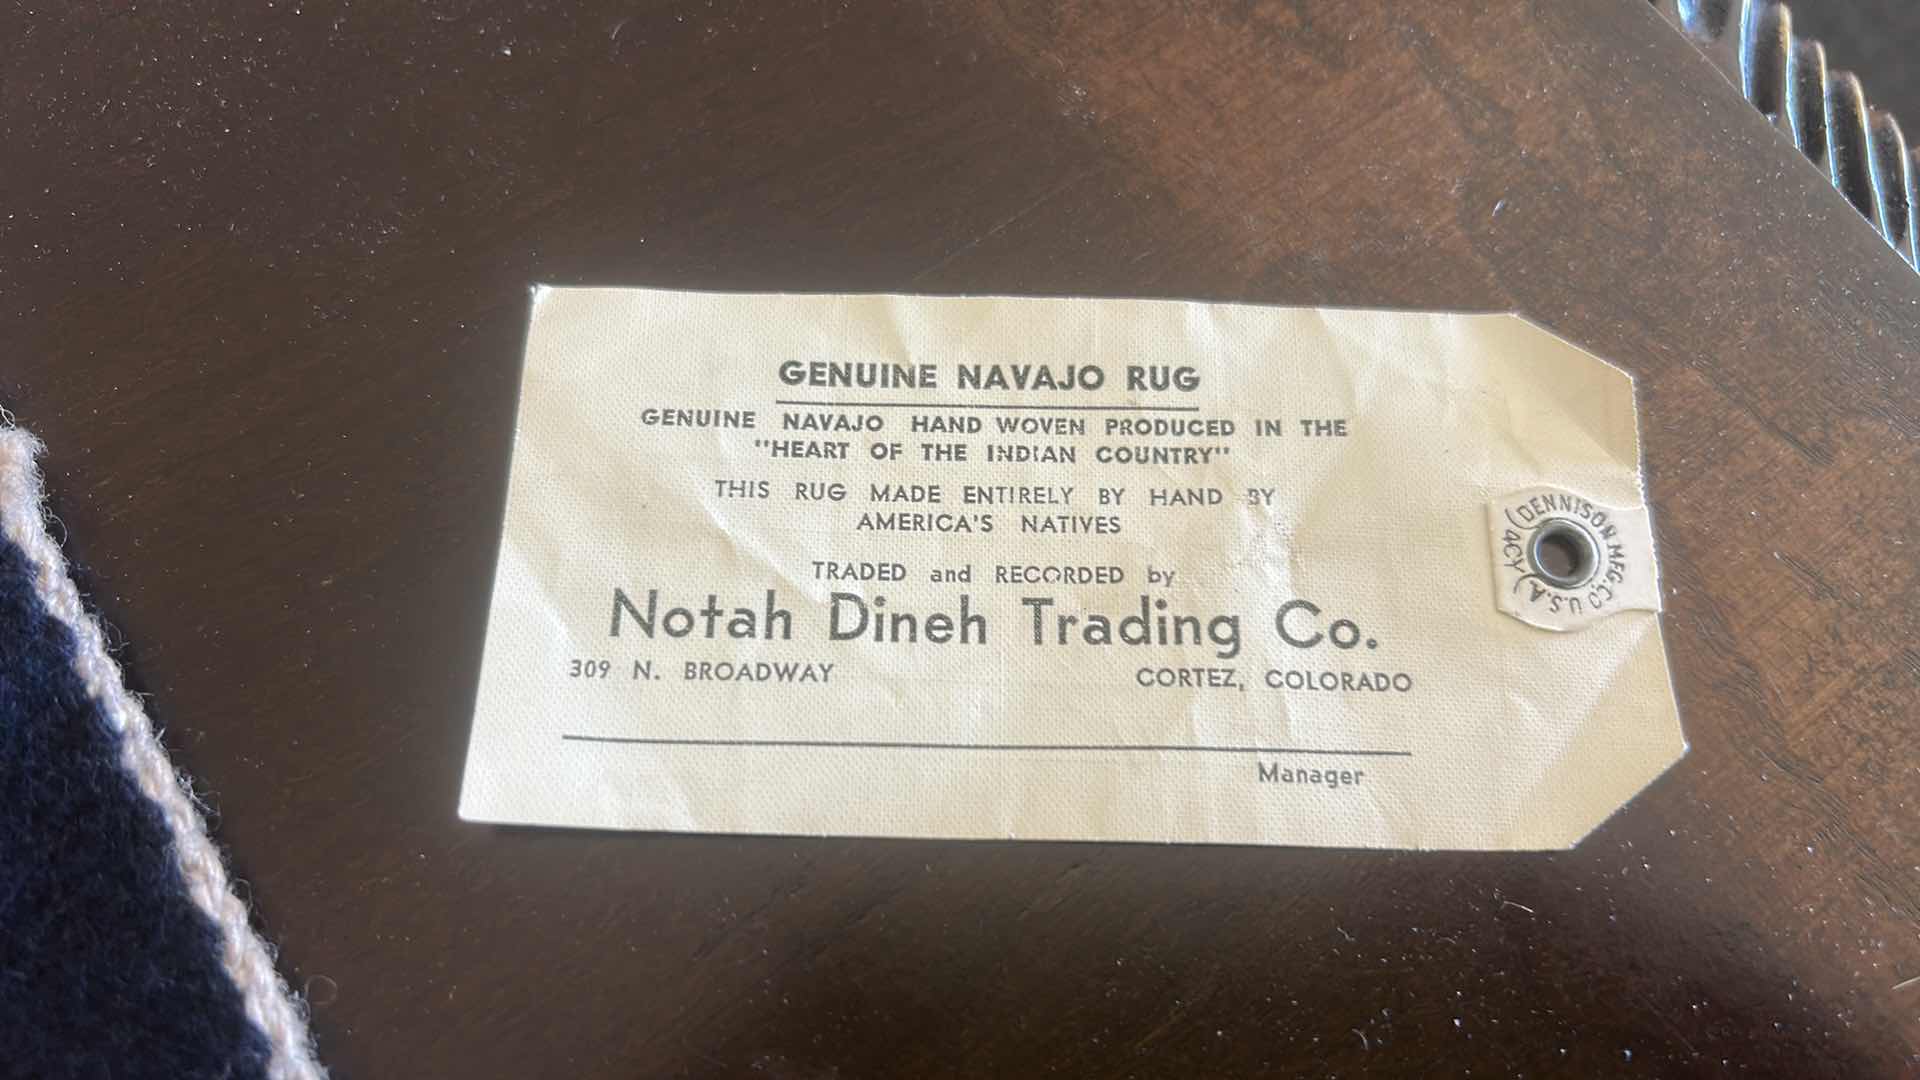 GENUINE NAVAJO RUG
GENUINE NAVAJO HAND WOVEN PRODUCED IN THE
"HEART OF THE INDIAN COUNTRY"
THIS RUG MADE ENTIRELY BY HAND BY
AMERICA'S NATIVES
TRADED and RECORDED by
Notah Dineh Trading Co.
309 N. BROADWAY CORTEZ, COLORADO
Manager
(DENNISON MFG. CO U.S.A)
(4CY)